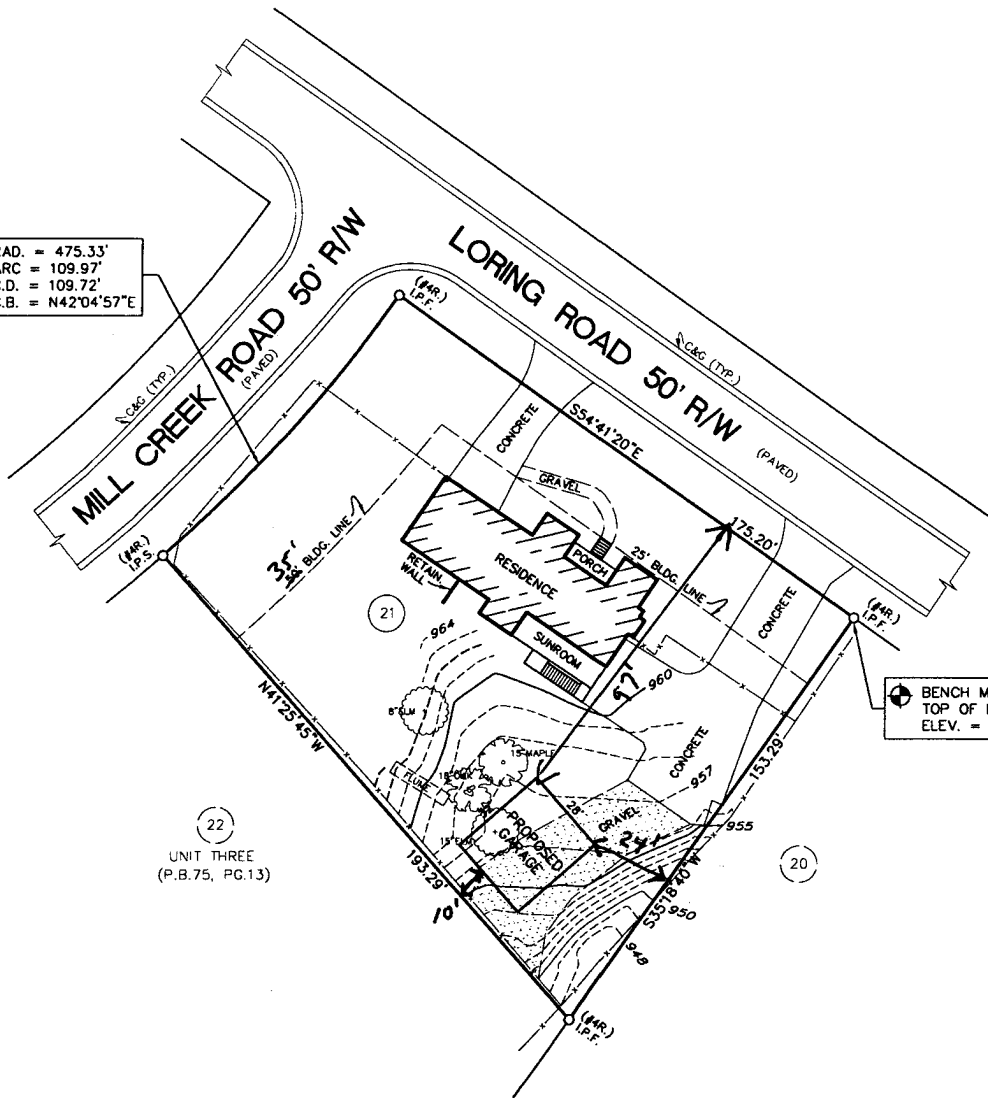 RAD. = 475.33'
ARC = 109.97'
C.D. = 109.72'
C.B. = N42°04'57"E
MILL CREEK ROAD 50' R/W
(PAVED)
C&G (TYP.)
LORING ROAD 50' R/W
(PAVED)
C&G (TYP.)
(#4R.)
I.P.F.
S54°41'20"E
175.20'
CONCRETE
GRAVEL
PORCH
RESIDENCE
RETAIN.
WALL
SUNROOM
35'
BLDG. LINE
25' BLDG. LINE
CONCRETE
(#4R.)
I.P.S.
(#4R.)
I.P.F.
BENCH M
TOP OF
ELEV. =
21
964
97'
960
8"ELM
15"MAPLE
FLUME
28'
CONCRETE
957
153.29'
955
GRAVEL
PROPOSED
GARAGE
24'
S35°18'40"W
950
948
N41°25'45"W
193.29'
10'
22
UNIT THREE
(P.B.75, PG.13)
20
(#4R.)
I.P.F.